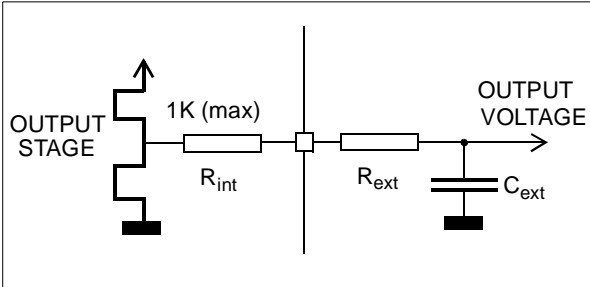 OUTPUT
STAGE
1K (max)
R_int
R_ext
C_ext
OUTPUT
VOLTAGE